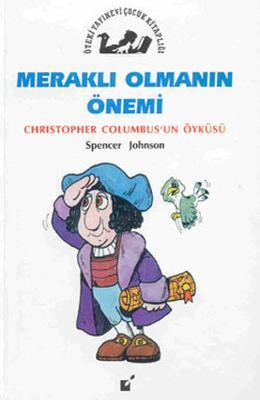 ÖTEKİ YAYINEVİ ÇOCUK KİTAPLIĞI
MERAKLI OLMANIN
ÖNEMİ
CHRISTOPHER COLUMBUS'UN ÖYKÜSÜ
Spencer Johnson